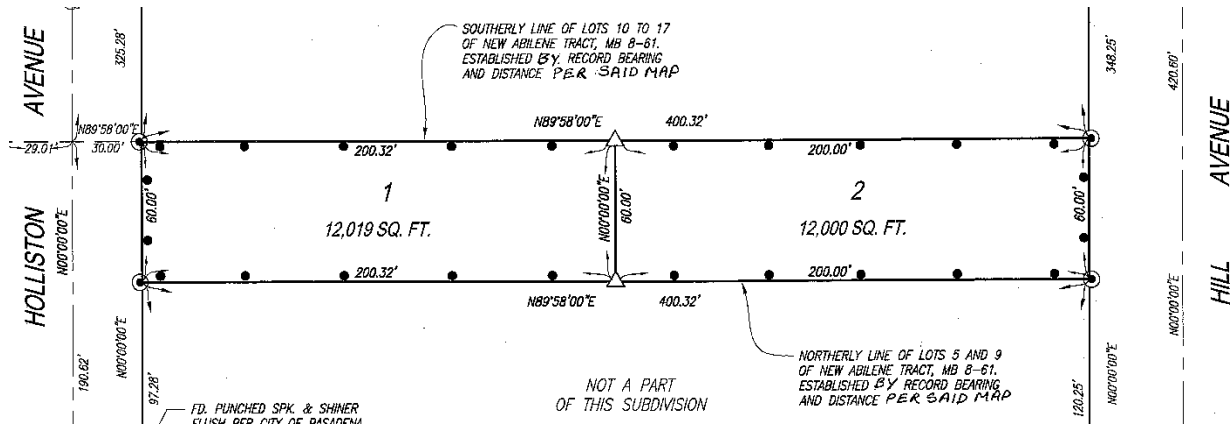 HOLLISTON AVENUE
325.28'
SOUTHERLY LINE OF LOTS 10 TO 17
OF NEW ABILENE TRACT, MB 8-61.
ESTABLISHED BY RECORD BEARING
AND DISTANCE PER SAID MAP
348.25'
420.60'
HILL AVENUE
N89°58'00"E
29.01'
30.00'
N89°58'00"E
400.32'
200.32'
200.00'
N00°00'00"E
60.00'
1
12,019 SQ. FT.
N00°00'00"E
60.00'
2
12,000 SQ. FT.
60.00'
200.32'
200.00'
N89°58'00"E
400.32'
N00°00'00"E
N00°00'00"E
190.62'
97.28'
NORTHERLY LINE OF LOTS 5 AND 9
OF NEW ABILENE TRACT, MB 8-61.
ESTABLISHED BY RECORD BEARING
AND DISTANCE PER SAID MAP
NOT A PART
OF THIS SUBDIVISION
120.25'
N00°00'00"E
FD. PUNCHED SPK. & SHINER
FLUSH PER CITY OF PASADENA